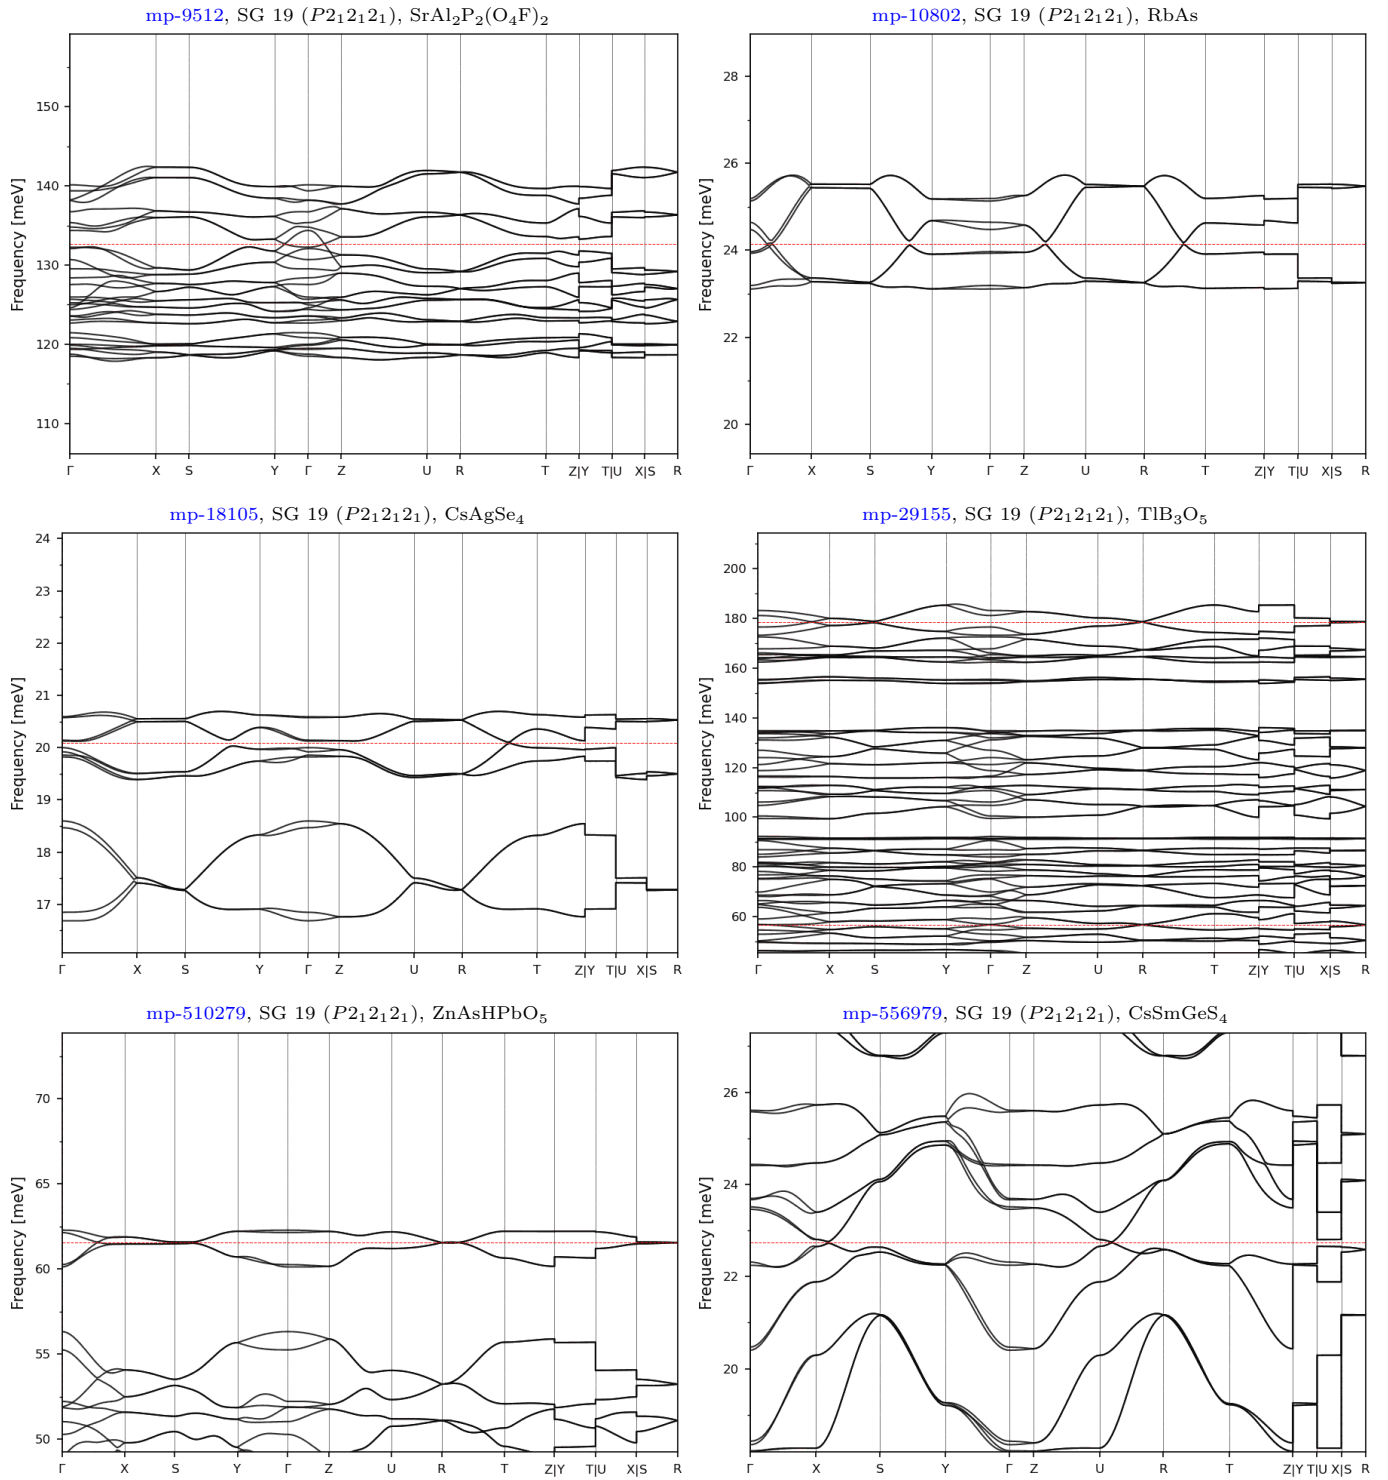 mp-9512, SG 19 (P2₁2₁2₁), SrAl₂P₂(O₄F)₂
Frequency [meV]
150
140
130
120
110
Γ X S Y Γ Z U R T Z|Y T|U X|S R
mp-10802, SG 19 (P2₁2₁2₁), RbAs
Frequency [meV]
28
26
24
22
20
Γ X S Y Γ Z U R T Z|Y T|U X|S R
mp-18105, SG 19 (P2₁2₁2₁), CsAgSe₄
Frequency [meV]
24
23
22
21
20
19
18
17
Γ X S Y Γ Z U R T Z|Y T|U X|S R
mp-29155, SG 19 (P2₁2₁2₁), TlB₃O₅
Frequency [meV]
200
180
160
140
120
100
80
60
Γ X S Y Γ Z U R T Z|Y T|U X|S R
mp-510279, SG 19 (P2₁2₁2₁), ZnAsHPbO₅
Frequency [meV]
70
65
60
55
50
Γ X S Y Γ Z U R T Z|Y T|U X|S R
mp-556979, SG 19 (P2₁2₁2₁), CsSmGeS₄
Frequency [meV]
26
24
22
20
Γ X S Y Γ Z U R T Z|Y T|U X|S R